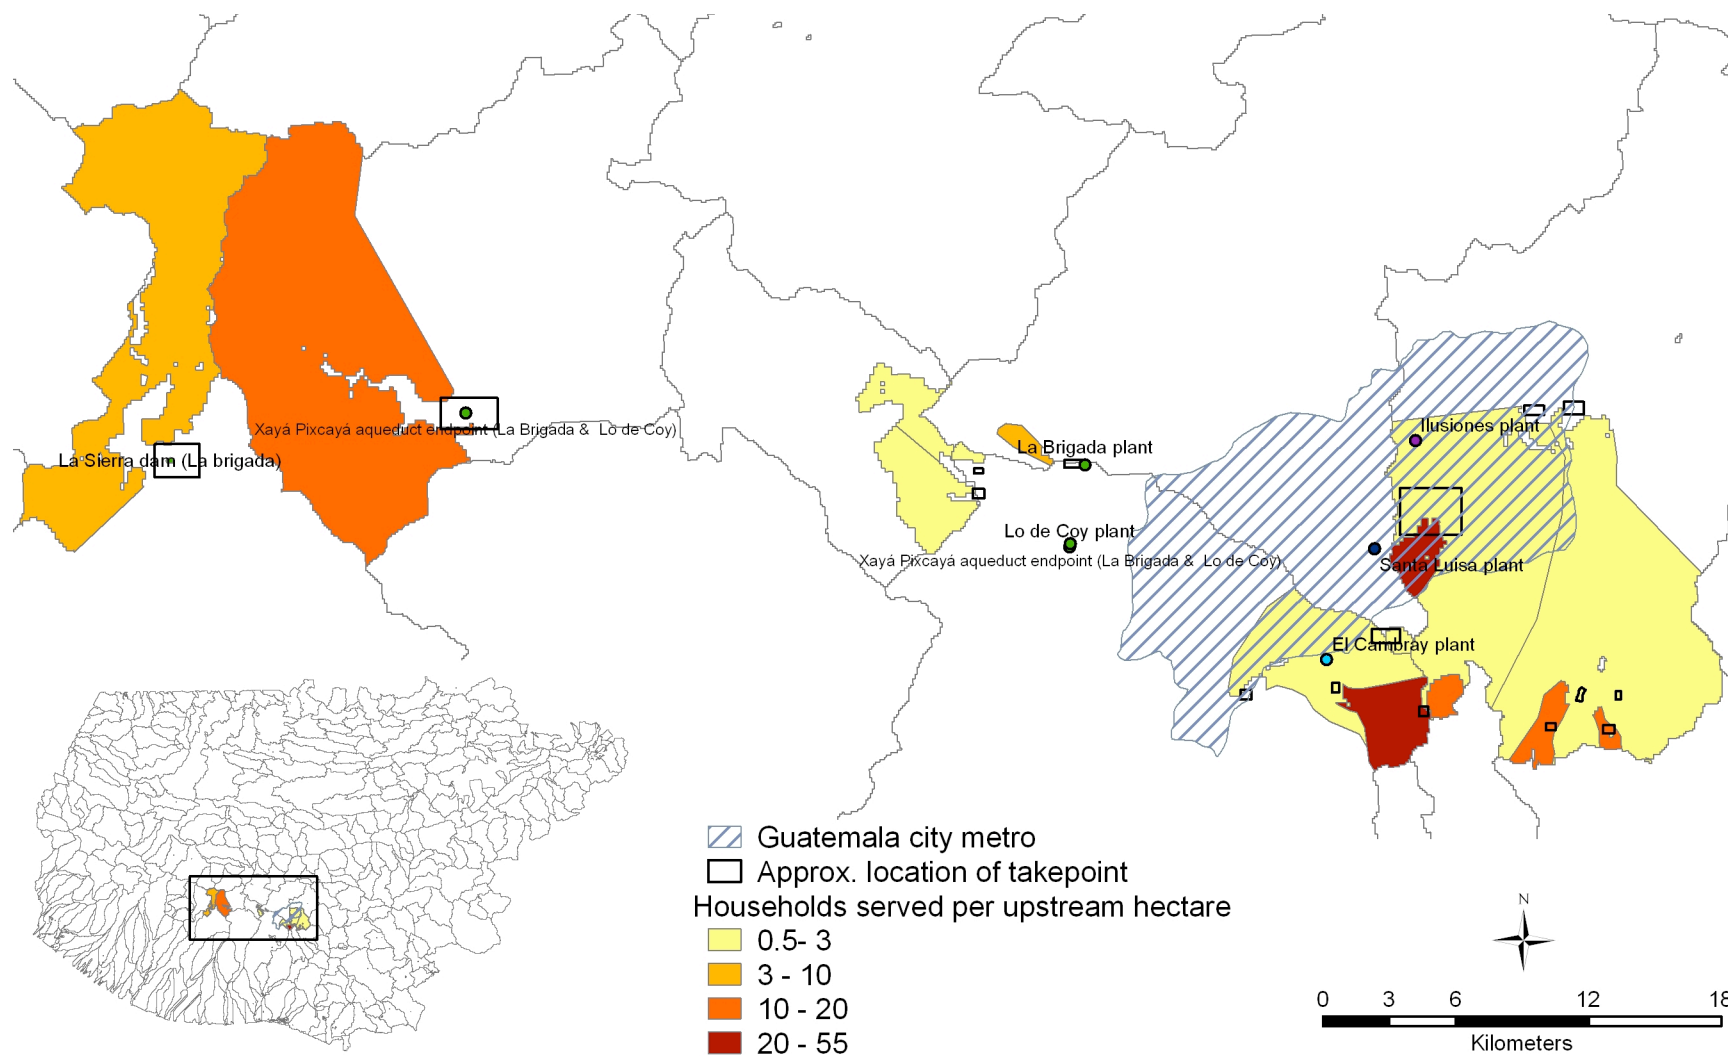 Xayá Pixcayá aqueduct endpoint (La Brigada & Lo de Coy)
La Sierra dam (La brigada)
La Brigada plant
Lo de Coy plant
Xayá Pixcayá aqueduct endpoint (La Brigada & Lo de Coy)
Ilusiones plant
Santa Luisa plant
El Cambray plant
Guatemala city metro
Approx. location of takepoint
Households served per upstream hectare
0.5- 3
3 - 10
10 - 20
20 - 55
N
0 3 6 12 18
Kilometers